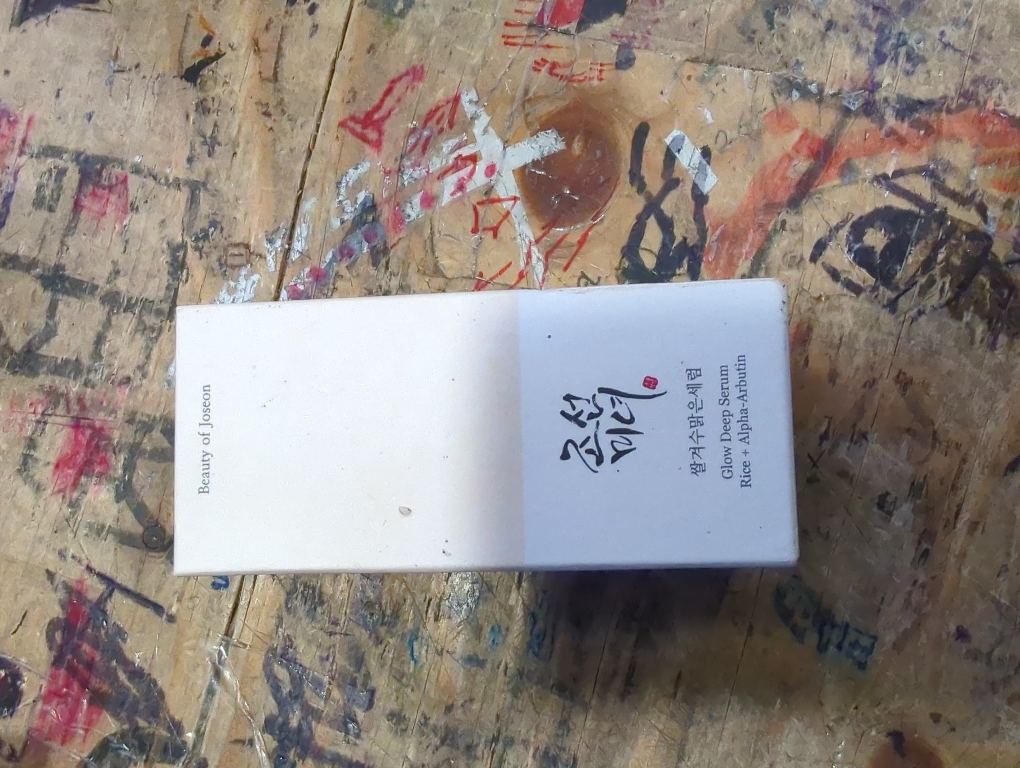 Beauty of Joseon
조선
미녀
쌀겨수맑은세럼
Glow Deep Serum
Rice + Alpha-Arbutin